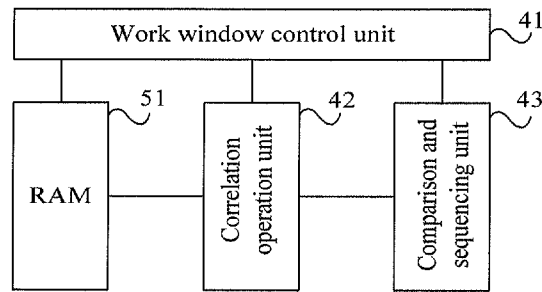 Work window control unit
41
51
42
43
RAM
Correlation
operation unit
Comparison and
sequencing unit